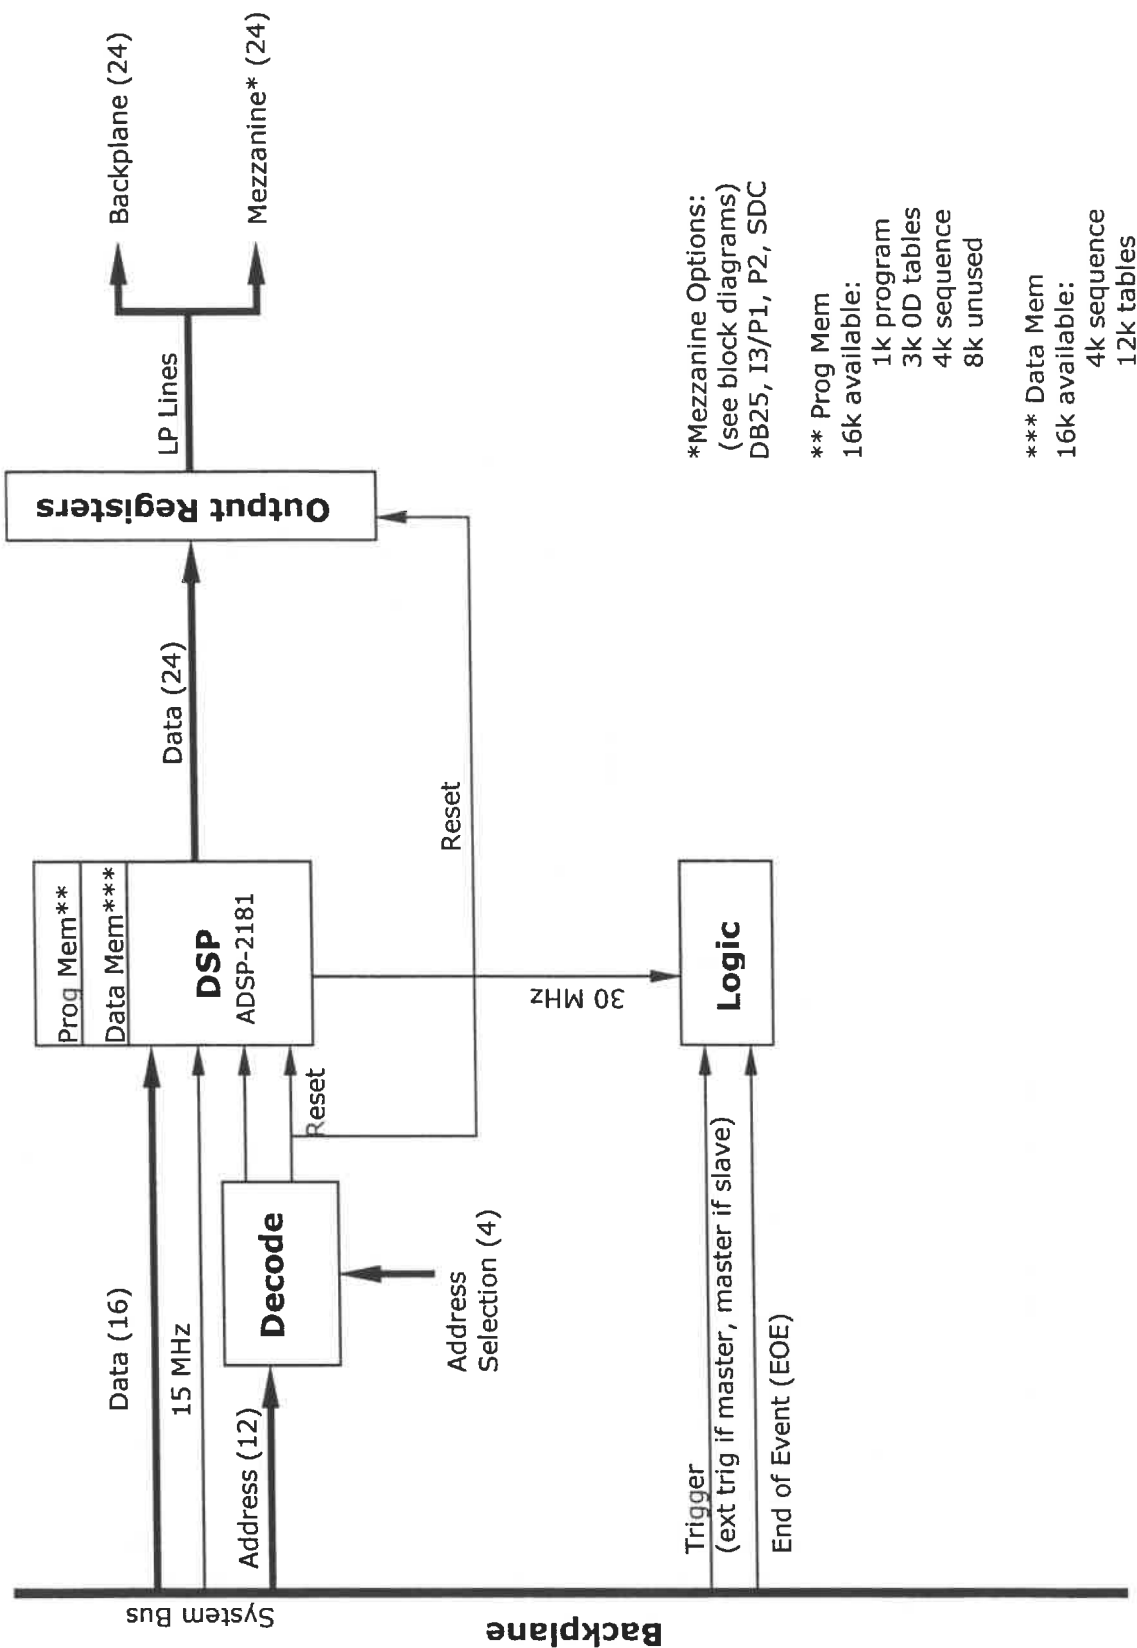 Backplane
System Bus
Data (16)
15 MHz
Address (12)
Decode
Address
Selection (4)
Reset
Prog Mem**
Data Mem***
DSP
ADSP-2181
Data (24)
Output Registers
LP Lines
Backplane (24)
Mezzanine* (24)
Reset
30 MHz
Logic
Trigger
(ext trig if master, master if slave)
End of Event (EOE)
*Mezzanine Options:
(see block diagrams)
DB25, I3/P1, P2, SDC
** Prog Mem
16k available:
1k program
3k 0D tables
4k sequence
8k unused
*** Data Mem
16k available:
4k sequence
12k tables